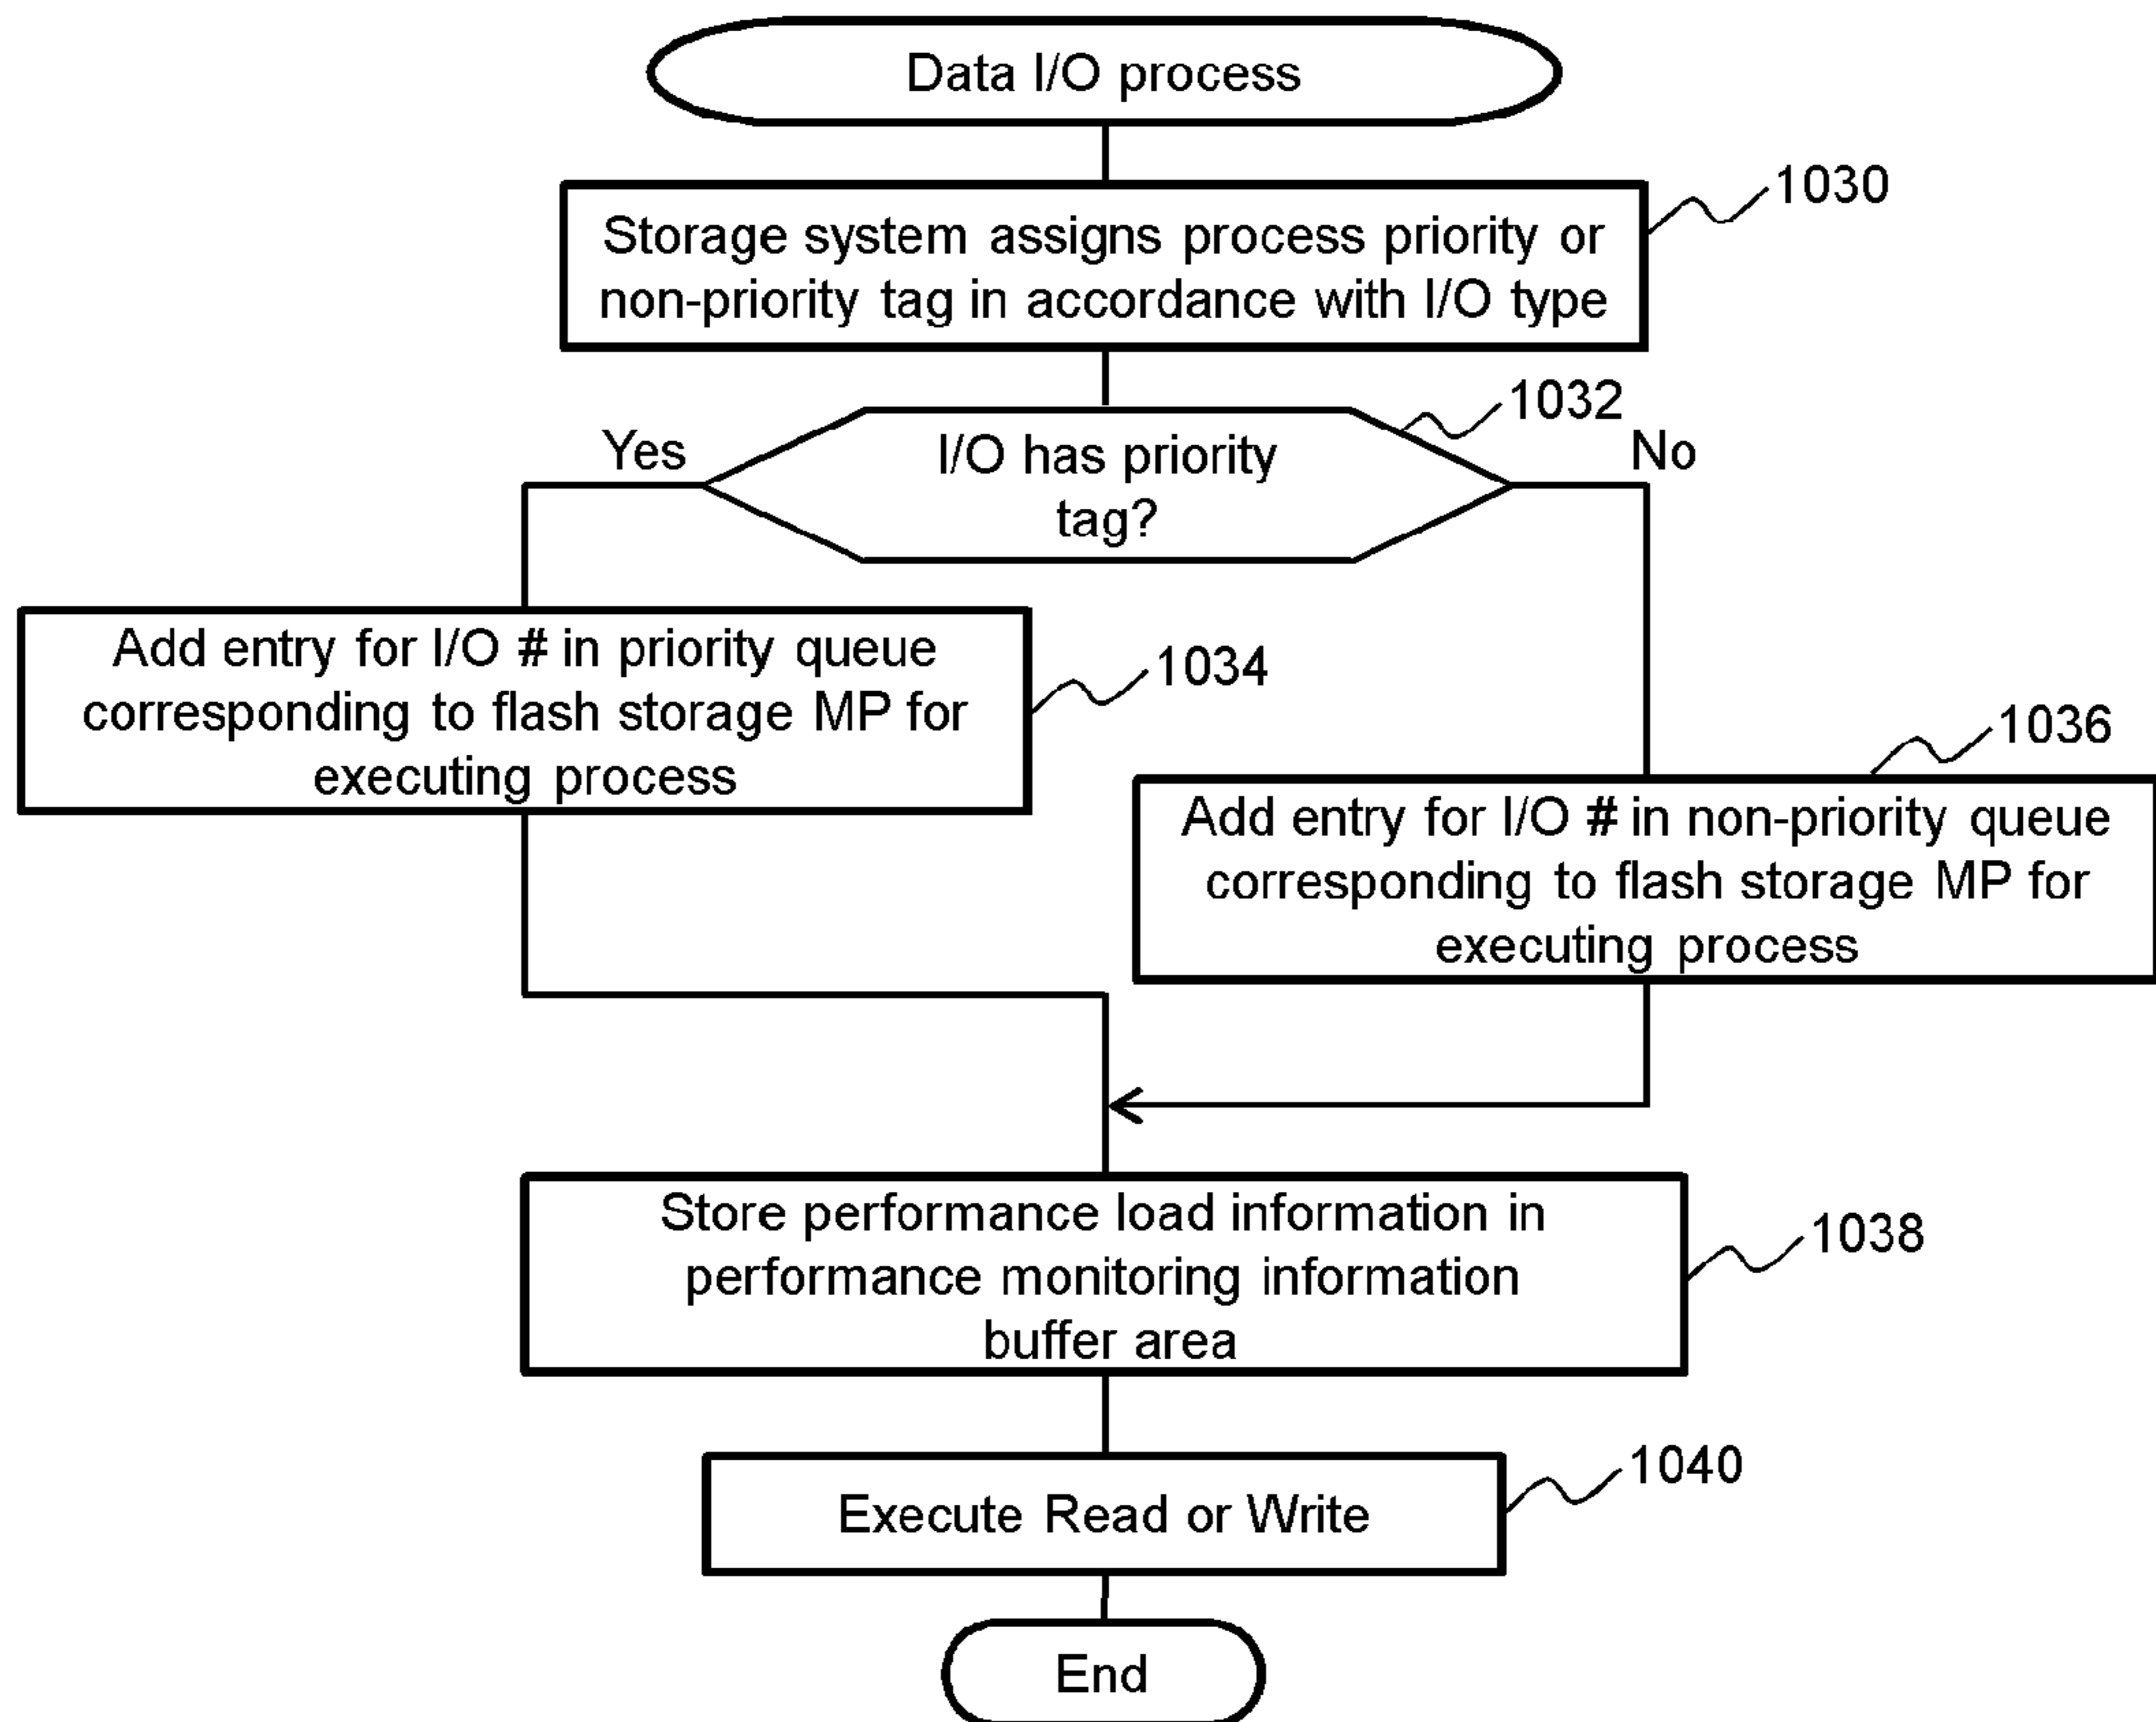 Data I/O process
1030
Storage system assigns process priority or
non-priority tag in accordance with I/O type
1032
Yes
No
I/O has priority
tag?
Add entry for I/O # in priority queue
corresponding to flash storage MP for
executing process
1034
1036
Add entry for I/O # in non-priority queue
corresponding to flash storage MP for
executing process
Store performance load information in
performance monitoring information
buffer area
1038
1040
Execute Read or Write
End